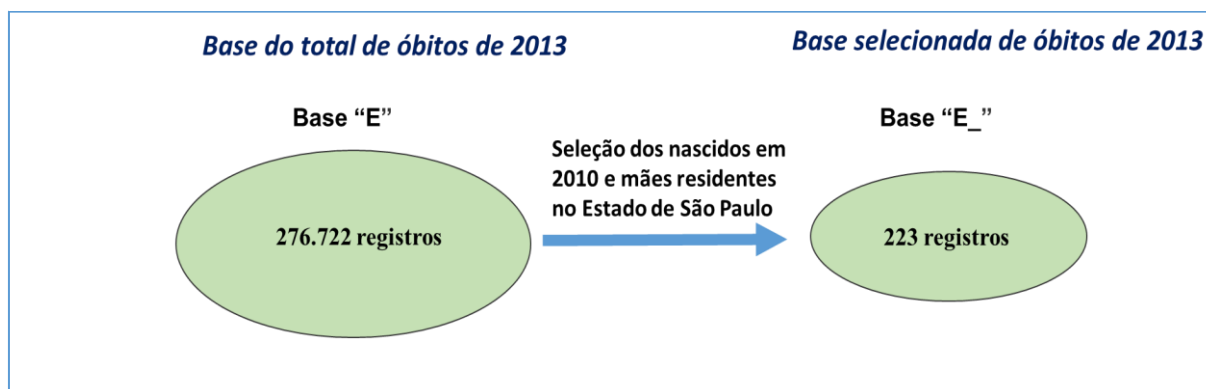 Base do total de óbitos de 2013
Base selecionada de óbitos de 2013
Base “E”
Base “E_”
Seleção dos nascidos em
2010 e mães residentes
no Estado de São Paulo
276.722 registros
223 registros